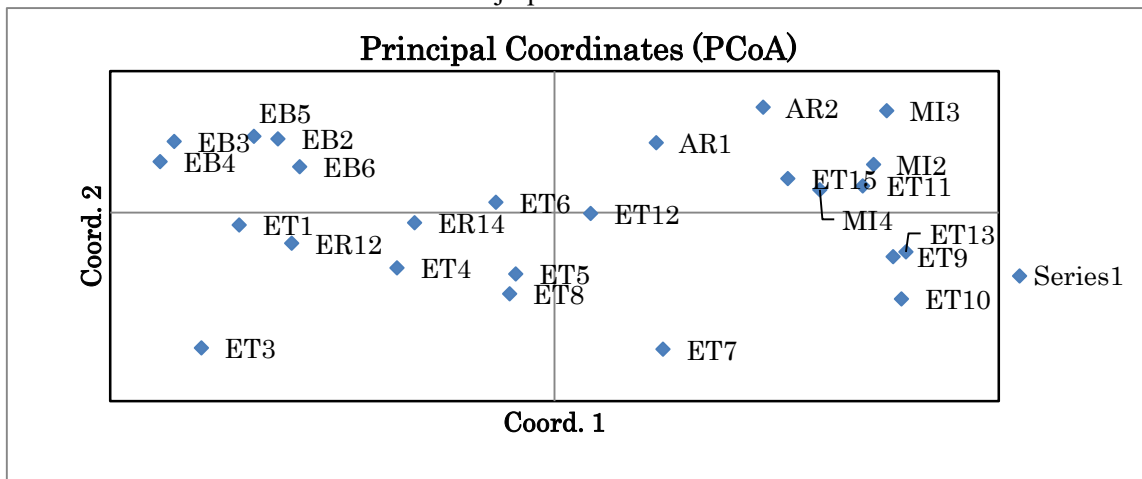 Principal Coordinates (PCoA)
AR2
MI3
EB5
EB3
EB2
AR1
EB4
EB6
MI2
ET15
ET11
ET6
ET12
MI4
ET1
ER14
ER12
ET13
ET9
ET4
ET5
ET8
ET10
ET3
ET7
Coord. 2
Series1
Coord. 1